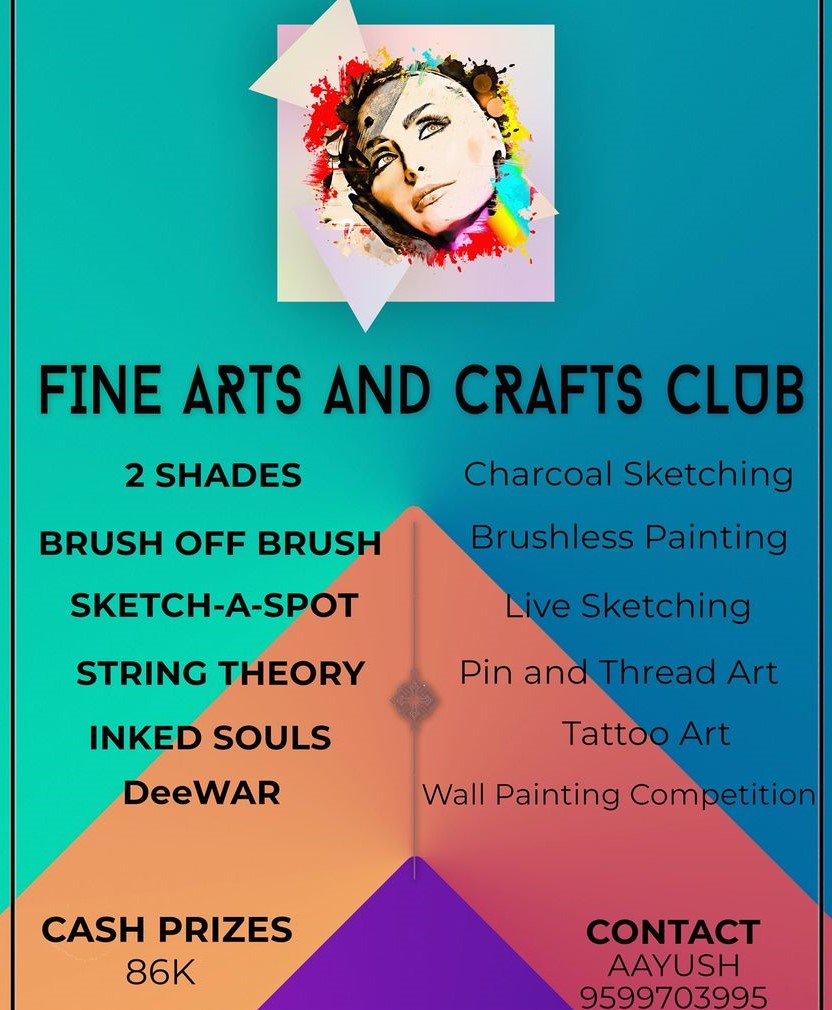 FINE ARTS AND CRAFTS CLUB
2 SHADES Charcoal Sketching
BRUSH OFF BRUSH Brushless Painting
SKETCH-A-SPOT Live Sketching
STRING THEORY Pin and Thread Art
INKED SOULS Tattoo Art
DeeWAR Wall Painting Competition
CASH PRIZES
86K
CONTACT
AAYUSH
9599703995